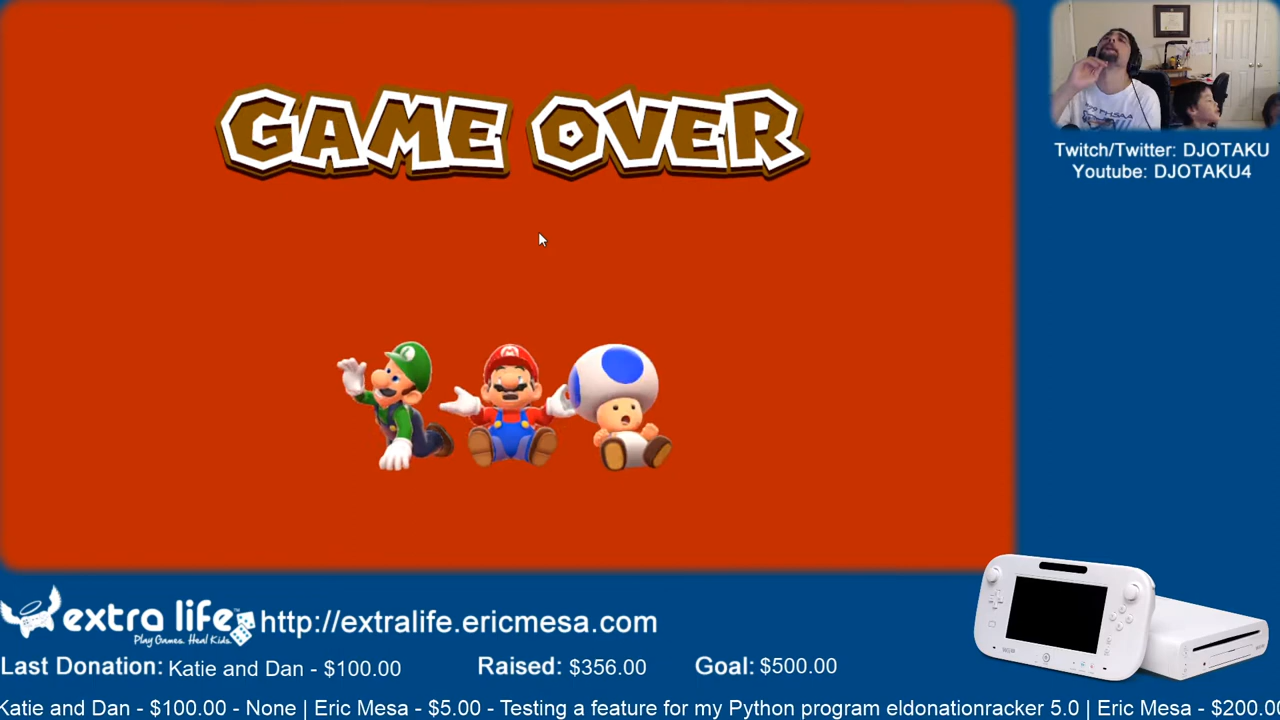 GAME OVER
Twitch/Twitter: DJOTAKU
Youtube: DJOTAKU4
extra life
Play Games. Heal Kids.
http://extralife.ericmesa.com
Last Donation: Katie and Dan - $100.00 Raised: $356.00 Goal: $500.00
Katie and Dan - $100.00 - None | Eric Mesa - $5.00 - Testing a feature for my Python program eldonationracker 5.0 | Eric Mesa - $200.0